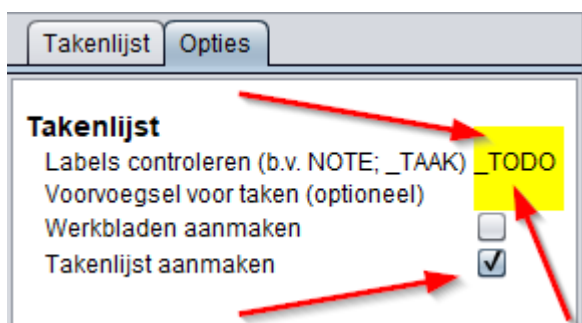 Takenlijst Opties
Takenlijst
Labels controleren (b.v. NOTE; _TAAK) _TODO
Voorvoegsel voor taken (optioneel)
Werkbladen aanmaken
Takenlijst aanmaken